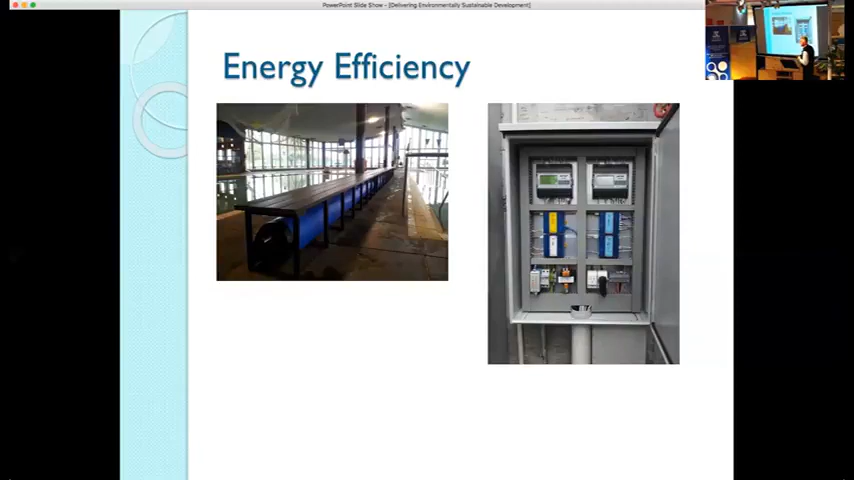 PowerPoint Slide Show - [Delivering Environmentally Sustainable Development]
Energy Efficiency